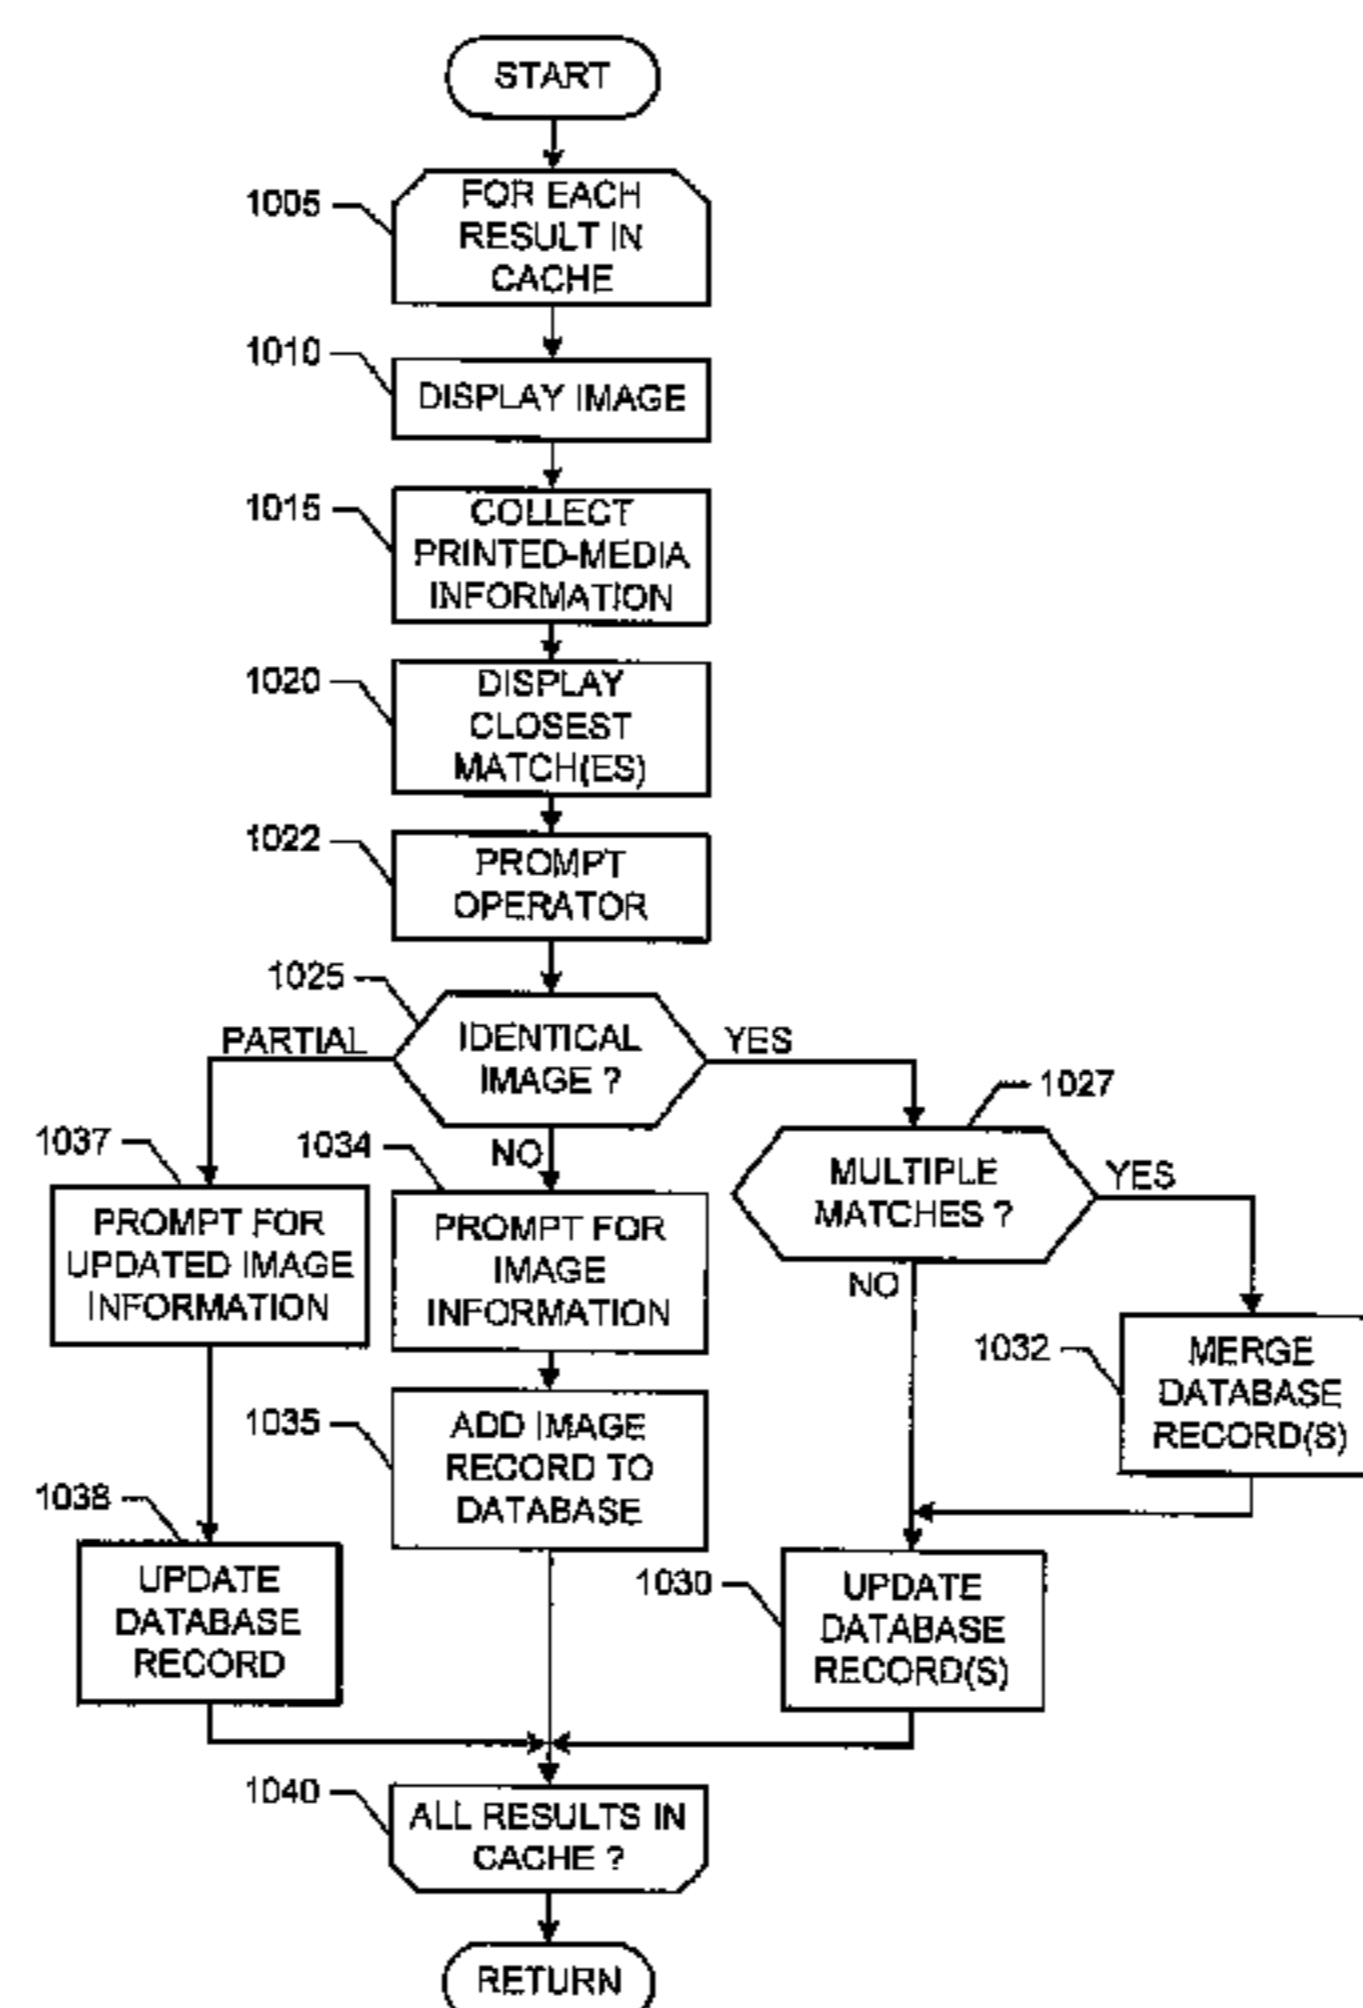 START
1005
FOR EACH
RESULT IN
CACHE
1010
DISPLAY IMAGE
1015
COLLECT
PRINTED-MEDIA
INFORMATION
1020
DISPLAY
CLOSEST
MATCH(ES)
1022
PROMPT
OPERATOR
1025
IDENTICAL
IMAGE ?
PARTIAL
YES
NO
1027
MULTIPLE
MATCHES ?
YES
NO
1037
PROMPT FOR
UPDATED IMAGE
INFORMATION
1034
PROMPT FOR
IMAGE
INFORMATION
1032
MERGE
DATABASE
RECORD(S)
1035
ADD IMAGE
RECORD TO
DATABASE
1038
UPDATE
DATABASE
RECORD
1030
UPDATE
DATABASE
RECORD(S)
1040
ALL RESULTS IN
CACHE ?
RETURN